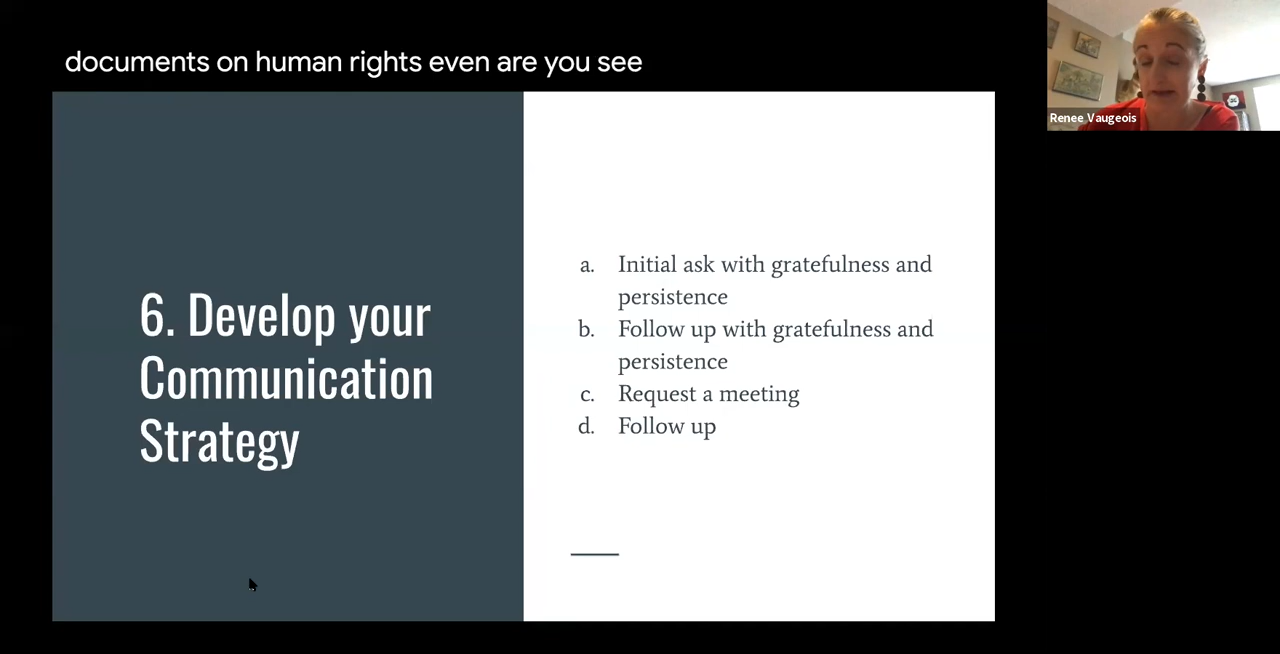 documents on human rights even are you see
Renee Vaugeois
6. Develop your
Communication
Strategy
a. Initial ask with gratefulness and
persistence
b. Follow up with gratefulness and
persistence
c. Request a meeting
d. Follow up